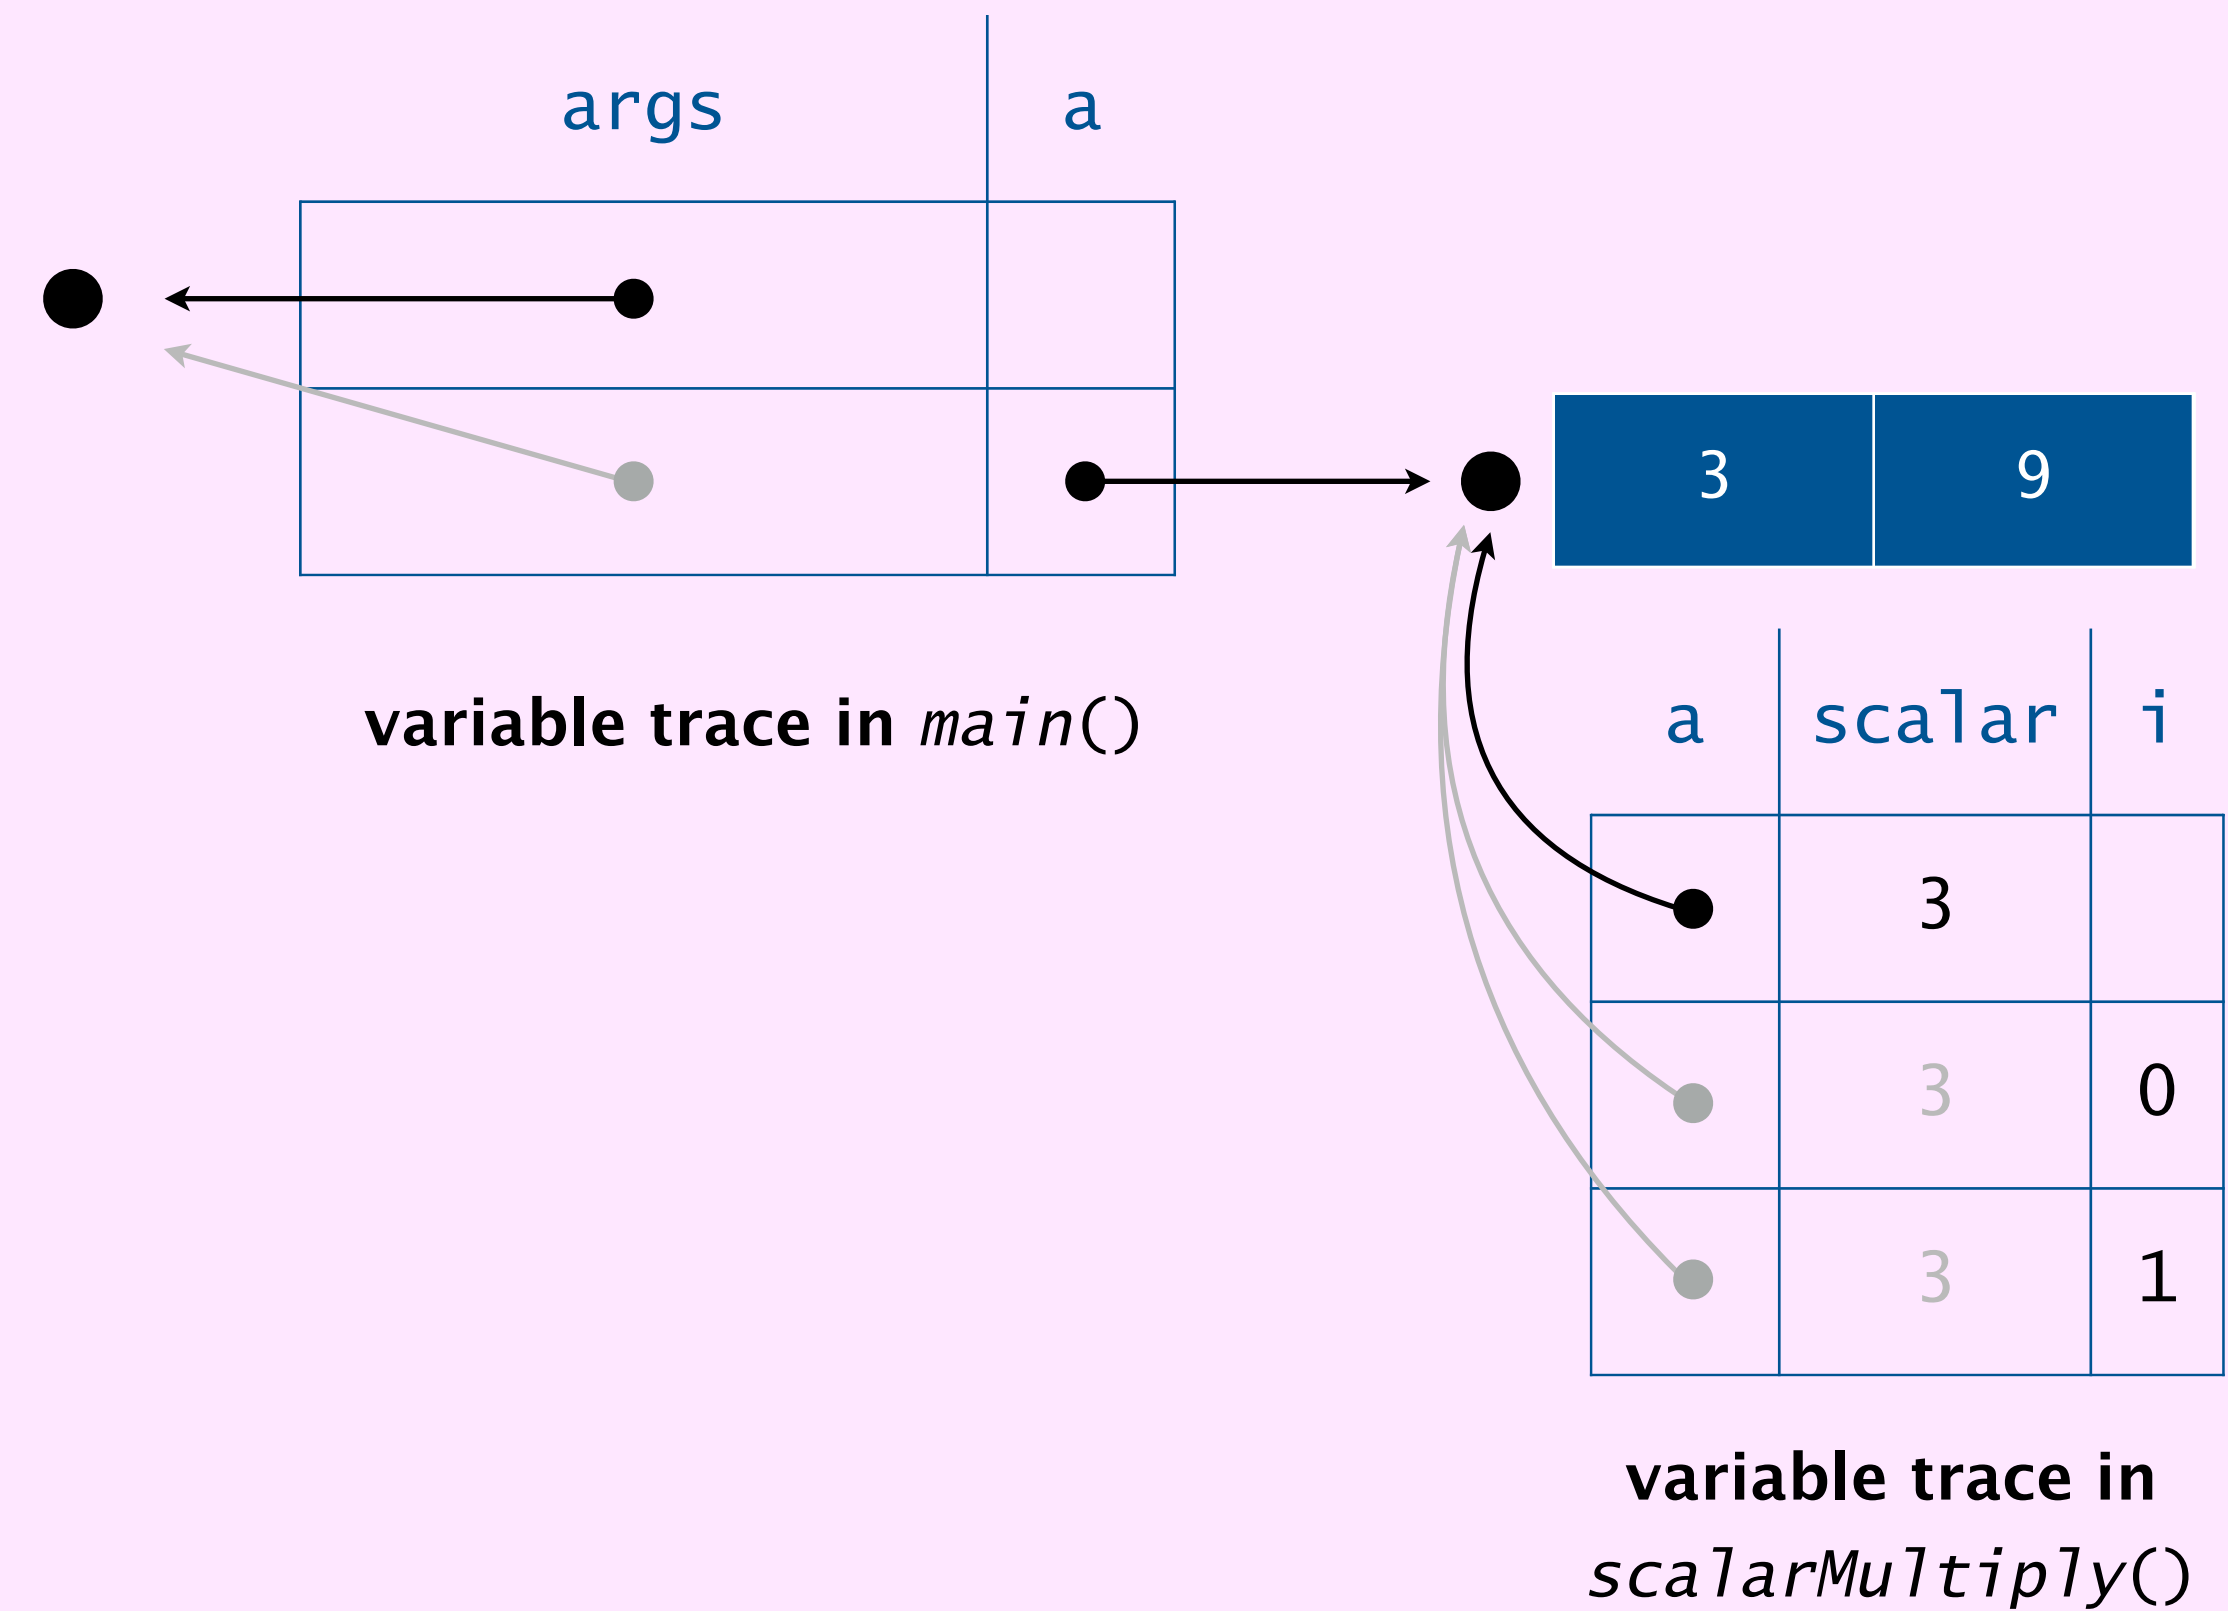 args a
3 9
variable trace in main()
a scalar i
3
3 0
3 1
variable trace in
scalarMultiply()